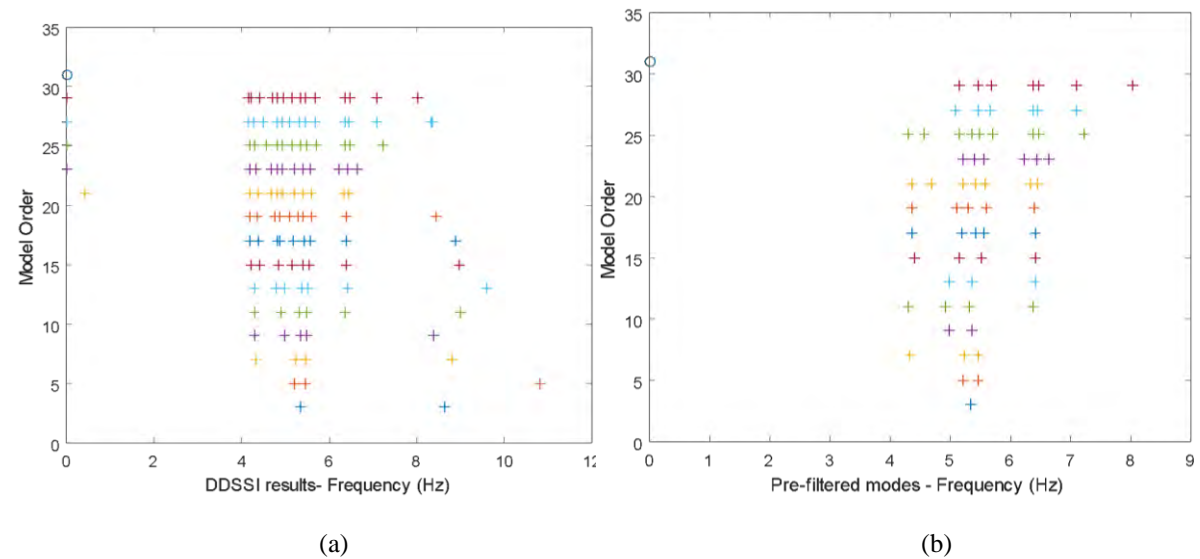 35
30
25
20
15
10
5
0
Model Order
0 2 4 6 8 10 12
DDSSI results- Frequency (Hz)
(a)
35
30
25
20
15
10
5
0
Model Order
0 1 2 3 4 5 6 7 8 9
Pre-filtered modes - Frequency (Hz)
(b)